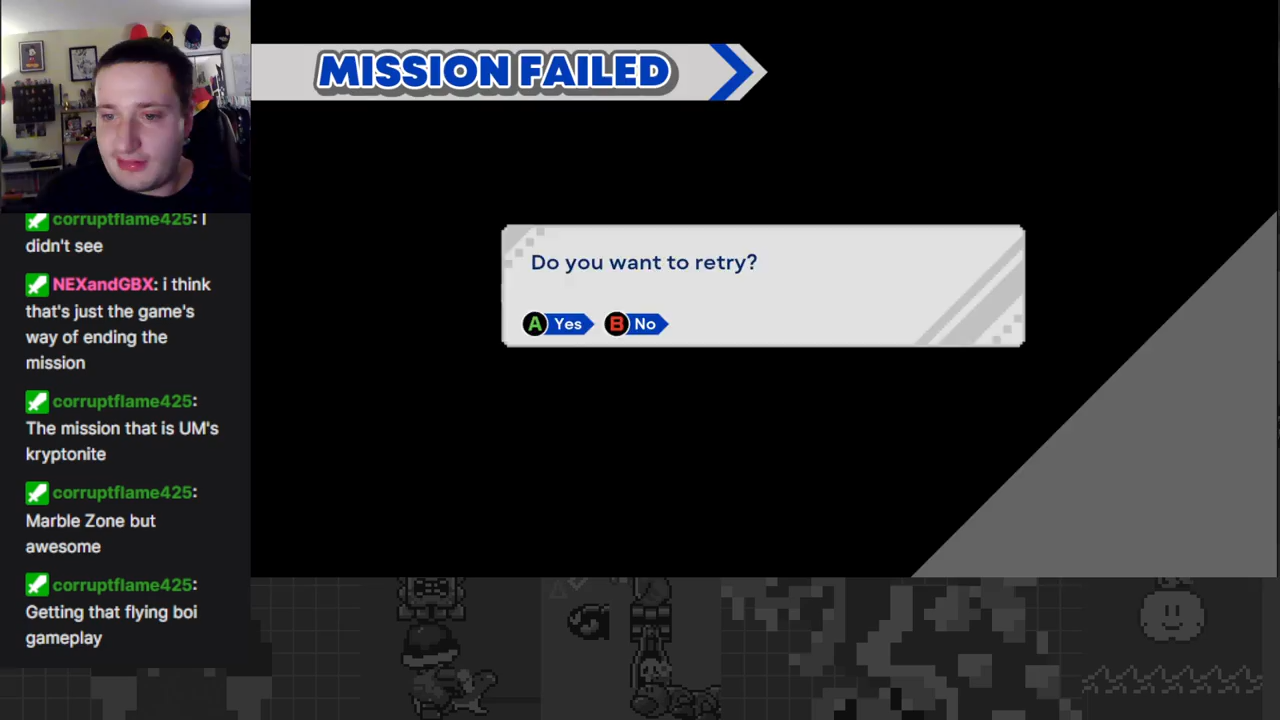 MISSION FAILED
Do you want to retry?
A Yes B No
corruptflame425: I
didn't see
NEXandGBX: i think
that's just the game's
way of ending the
mission
corruptflame425:
The mission that is UM's
kryptonite
corruptflame425:
Marble Zone but
awesome
corruptflame425:
Getting that flying boi
gameplay